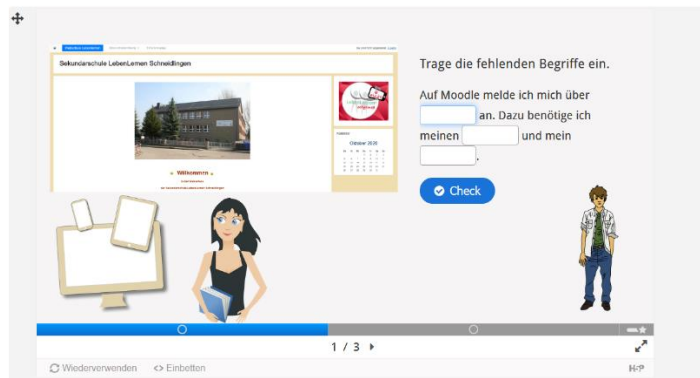 Sekundarschule LebenLernen Schneidlingen
Oktober 2020
Willkommen
Trage die fehlenden Begriffe ein.
Auf Moodle melde ich mich über
an. Dazu benötige ich
meinen und mein
.
Check
1 / 3
Wiederverwenden <> Einbetten
H5P